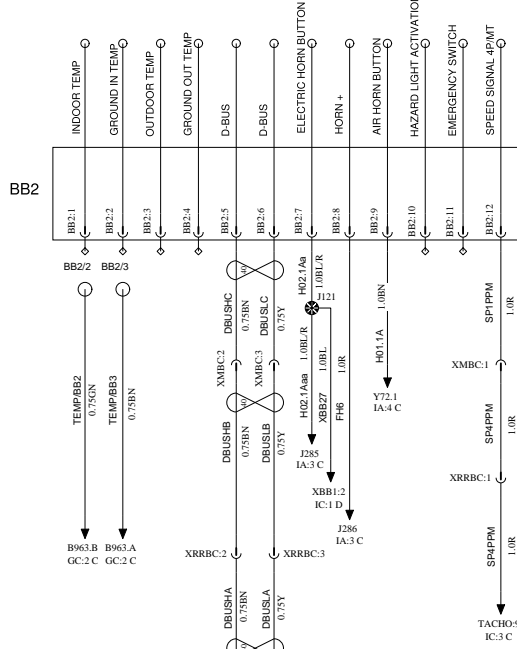 INDOOR TEMP
GROUND IN TEMP
OUTDOOR TEMP
GROUND OUT TEMP
D-BUS
D-BUS
ELECTRIC HORN BUTTON
HORN +
AIR HORN BUTTON
HAZARD LIGHT ACTIVATION
EMERGENCY SWITCH
SPEED SIGNAL 4P/MT
BB2
BB2:1
BB2:2
BB2:3
BB2:4
BB2:5
BB2:6
BB2:7
BB2:8
BB2:9
BB2:10
BB2:11
BB2:12
BB2/2
BB2/3
40
H02.1Aa
1.0BL/R
J121
DBUSHC
0.75BN
DBUSLC
0.75Y
1.0BN
H01.1A
SP1PPM
1.0R
XMBC:2
XMBC:3
XMBC:1
TEMP/BB2
0.75GN
TEMP/BB3
0.75BN
40
DBUSHB
0.75BN
DBUSLB
0.75Y
H02.1Aaa
1.0BL/R
XBB27
1.0BL
FH6
1.0R
Y72.1
IA:4 C
SP4PPM
1.0R
J285
IA:3 C
XRRBC:1
XBB1:2
IC:1 D
J286
IA:3 C
B963.B
GC:2 C
B963.A
GC:2 C
XRRBC:2
XRRBC:3
SP4PPM
1.0R
DBUSHA
0.75BN
DBUSLA
0.75Y
TACHO:9
IC:3 C